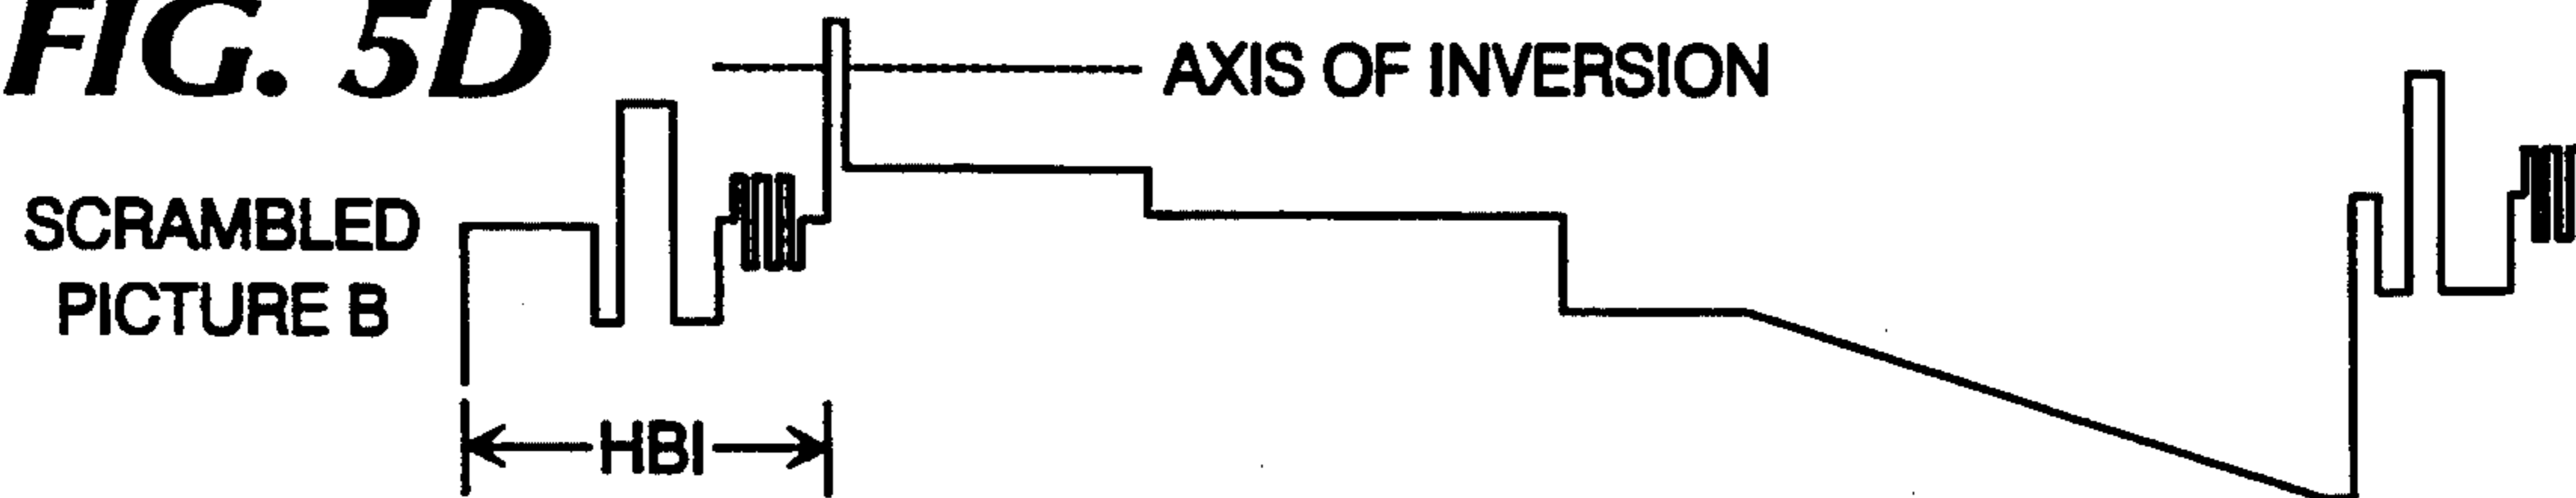 FIG. 5D
AXIS OF INVERSION
SCRAMBLED
PICTURE B
HBI